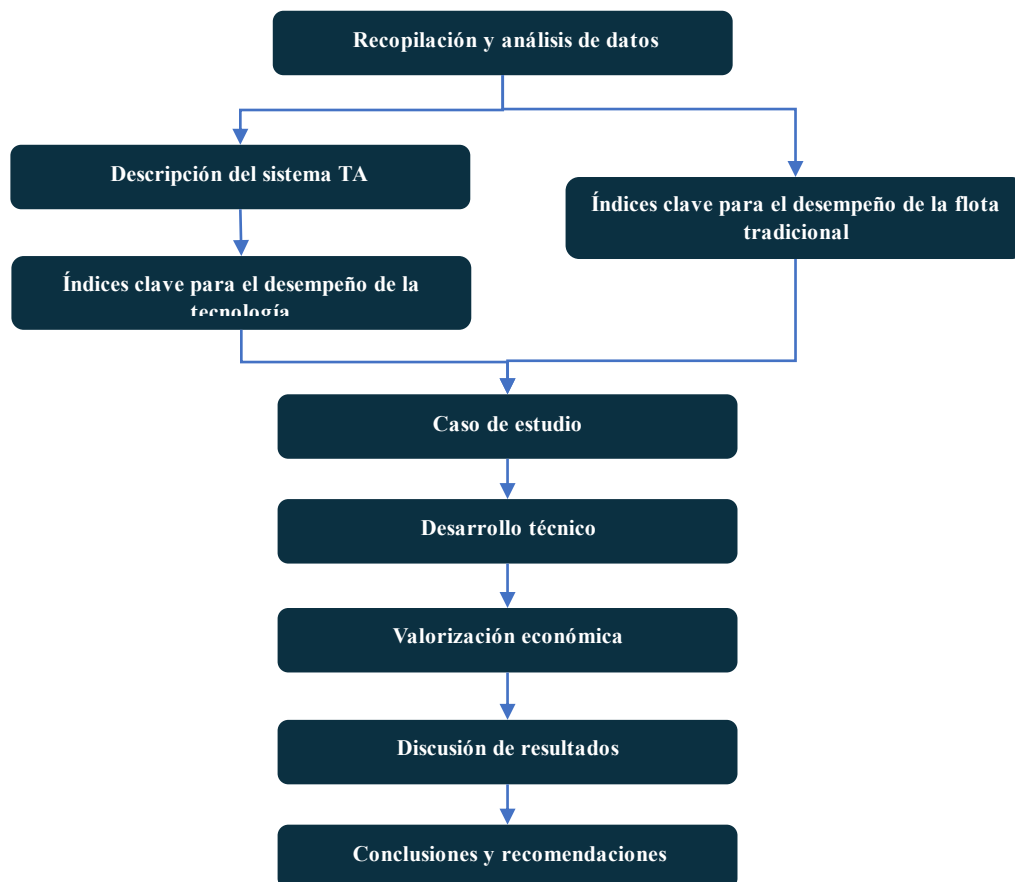 Recopilación y análisis de datos
Descripción del sistema TA
Índices clave para el desempeño de la flota
tradicional
Índices clave para el desempeño de la
tecnología
Caso de estudio
Desarrollo técnico
Valorización económica
Discusión de resultados
Conclusiones y recomendaciones